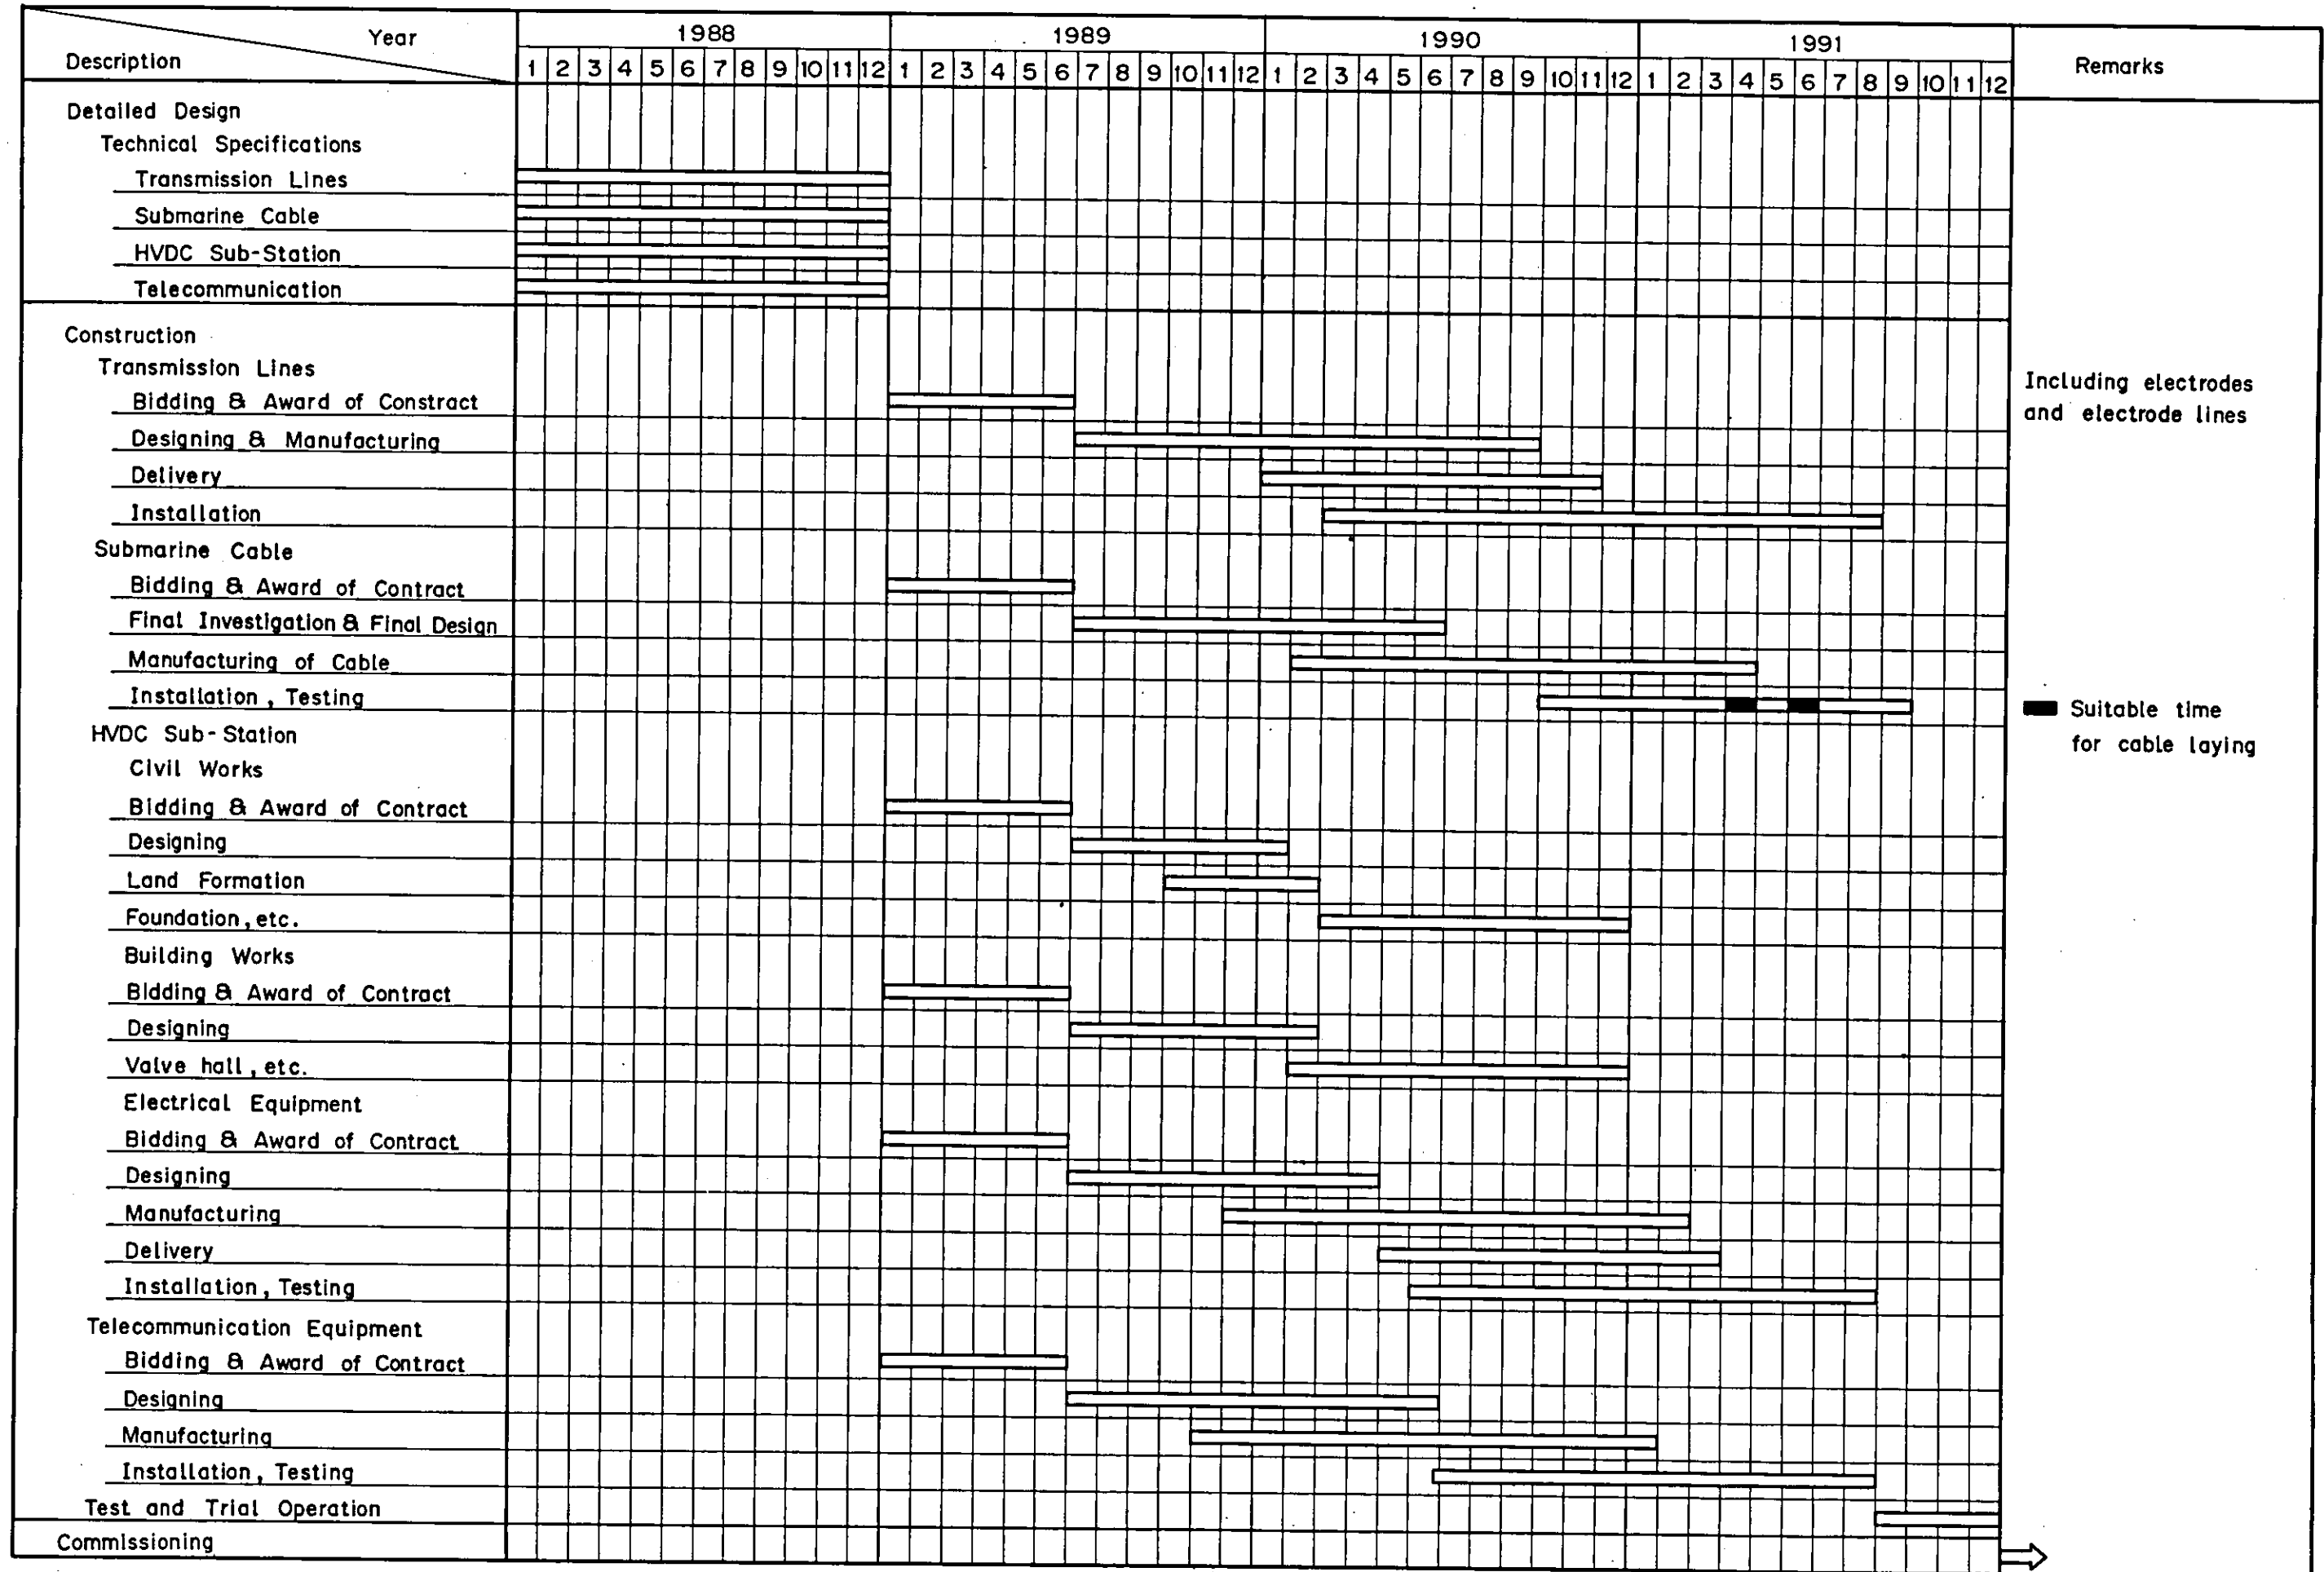 Year
Description
1988
1989
1990
1991
Remarks
1 2 3 4 5 6 7 8 9 10 11 12 1 2 3 4 5 6 7 8 9 10 11 12 1 2 3 4 5 6 7 8 9 10 11 12 1 2 3 4 5 6 7 8 9 10 11 12
Detailed Design
Technical Specifications
Transmission Lines
Submarine Cable
HVDC Sub-Station
Telecommunication
Construction
Transmission Lines
Bidding & Award of Constract
Including electrodes
and electrode lines
Designing & Manufacturing
Delivery
Installation
Submarine Cable
Bidding & Award of Contract
Final Investigation & Final Design
Manufacturing of Cable
Installation, Testing
Suitable time
for cable laying
HVDC Sub-Station
Civil Works
Bidding & Award of Contract
Designing
Land Formation
Foundation, etc.
Building Works
Bidding & Award of Contract
Designing
Valve hall, etc.
Electrical Equipment
Bidding & Award of Contract
Designing
Manufacturing
Delivery
Installation, Testing
Telecommunication Equipment
Bidding & Award of Contract
Designing
Manufacturing
Installation, Testing
Test and Trial Operation
Commissioning